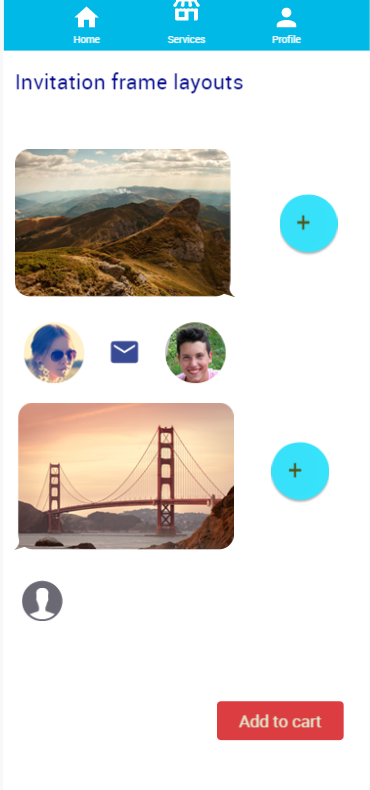 Home
Services
Profile
Invitation frame layouts
+
+
Add to cart